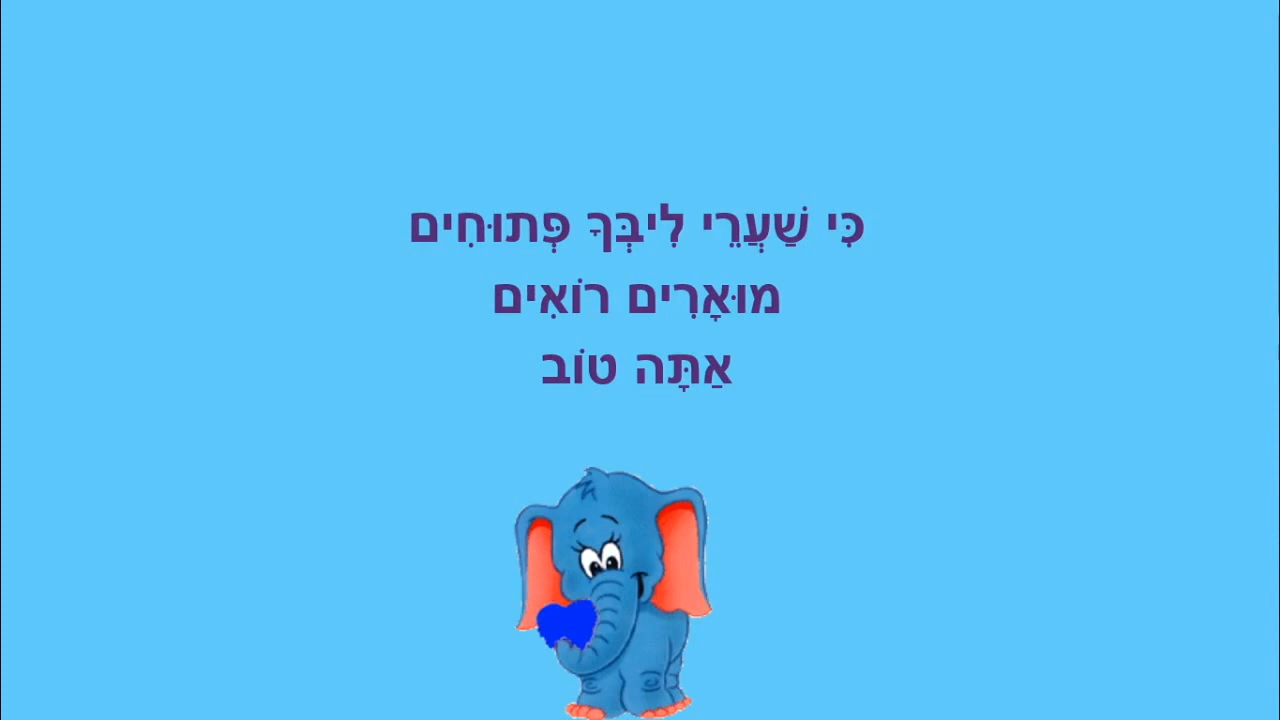 כִּי שַׁעֲרֵי לִיבְּךָ פְּתוּחִים
מוּאָרִים רוֹאִים
אַתָּה טוֹב